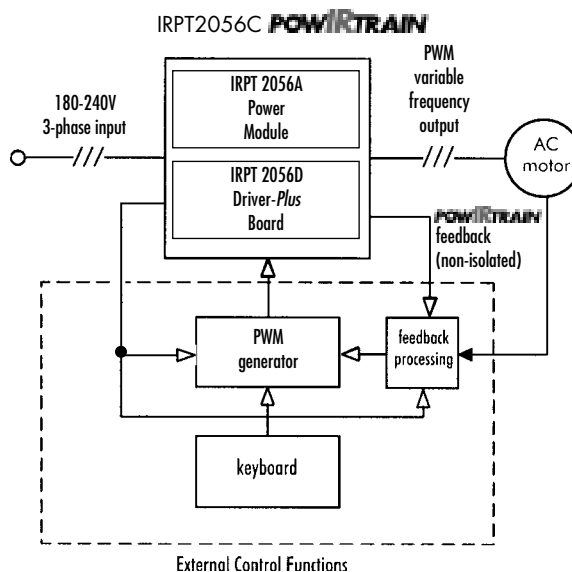 IRPT2056C POWIRTRAIN
180-240V
3-phase input
IRPT 2056A
Power
Module
IRPT 2056D
Driver-Plus
Board
PWM
variable
frequency
output
AC
motor
POWIRTRAIN
feedback
(non-isolated)
PWM
generator
feedback
processing
keyboard
External Control Functions